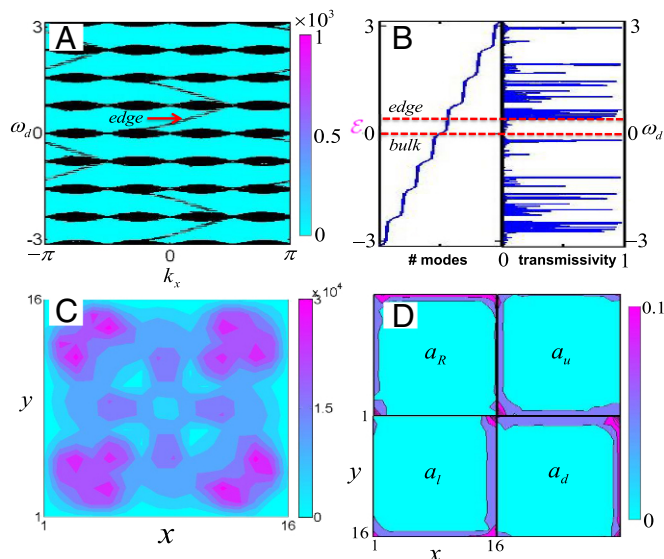 A
3
ω_d
0
-3
edge
-π
0
π
k_x
×10³
1
0.5
0
B
3
ε
0
-3
edge
bulk
# modes
0
transmissivity
1
3
0
ω_d
-3
C
16
y
1
1
x
16
3 × 10⁴
1.5
0
D
a_R
a_u
1
y
a_l
a_d
16
1
x
16
0.1
0